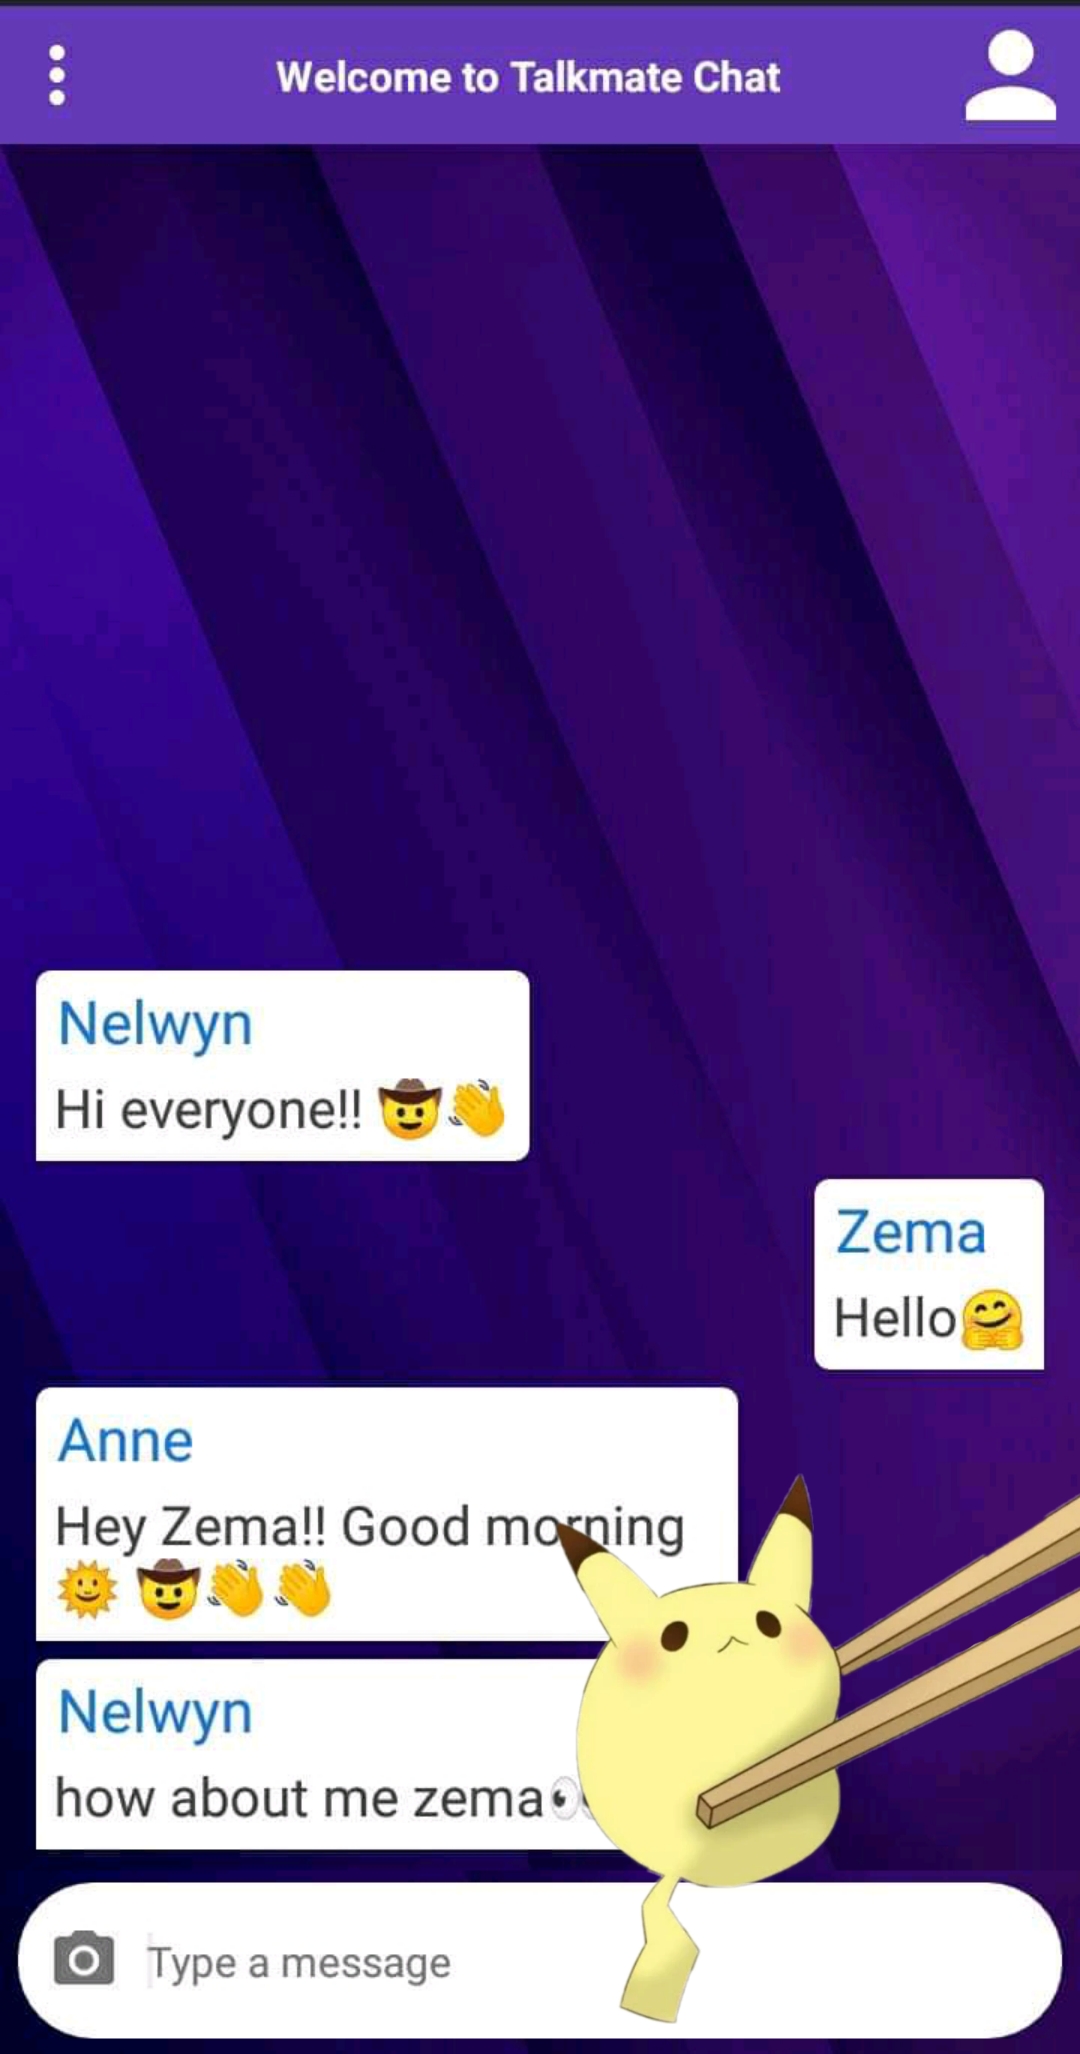 Welcome to Talkmate Chat
Nelwyn
Hi everyone!! 🤠👋
Zema
Hello🤗
Anne
Hey Zema!! Good morning
🌞 🤠👋👋
Nelwyn
how about me zema👀
Type a message